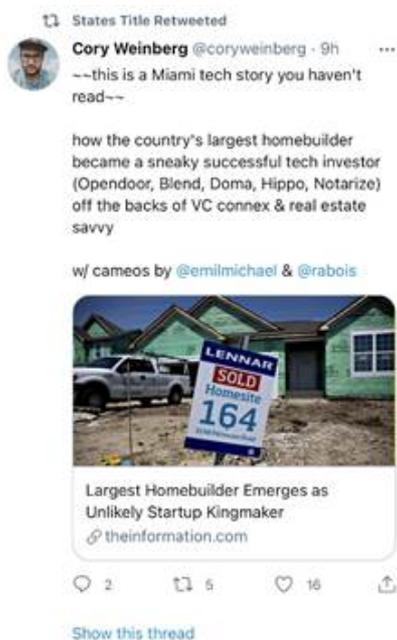 States Title Retweeted
Cory Weinberg @coryweinberg · 9h
~~this is a Miami tech story you haven't
read~~
how the country's largest homebuilder
became a sneaky successful tech investor
(Opendoor, Blend, Doma, Hippo, Notarize)
off the backs of VC connex & real estate
savvy
w/ cameos by @emilmichael & @rabois
LENNAR
SOLD
Homesite
164
Largest Homebuilder Emerges as
Unlikely Startup Kingmaker
theinformation.com
2 5 16
Show this thread